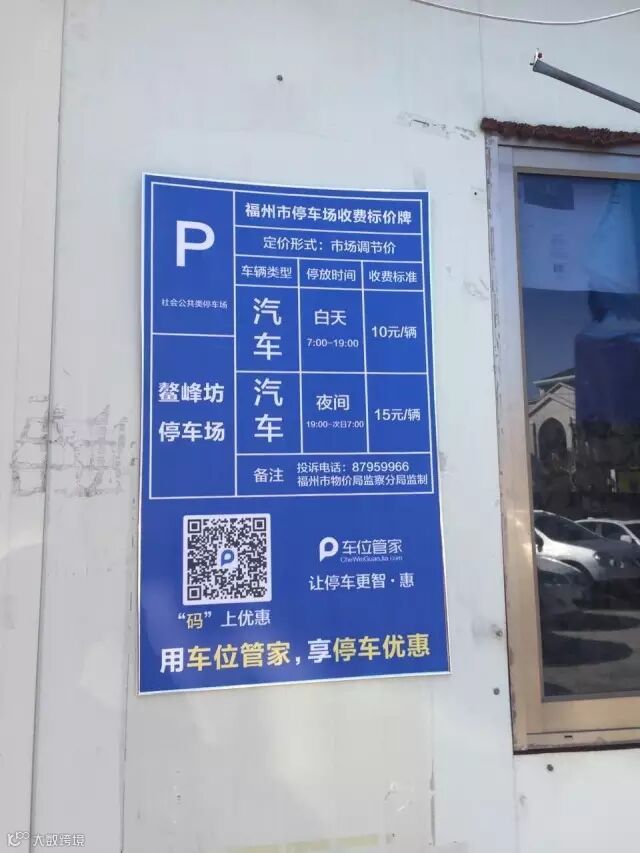 P
社会公共类停车场
鳌峰坊
停车场
福州市停车场收费标价牌
定价形式：市场调节价
车辆类型 停放时间 收费标准
汽车 白天 7:00-19:00 10元/辆
汽车 夜间 19:00-次日7:00 15元/辆
备注 投诉电话：87959966
福州市物价局监察分局监制
“码”上优惠
车位管家
CheWeiGuanJia.com
让停车更智·惠
用车位管家，享停车优惠
大数跨境